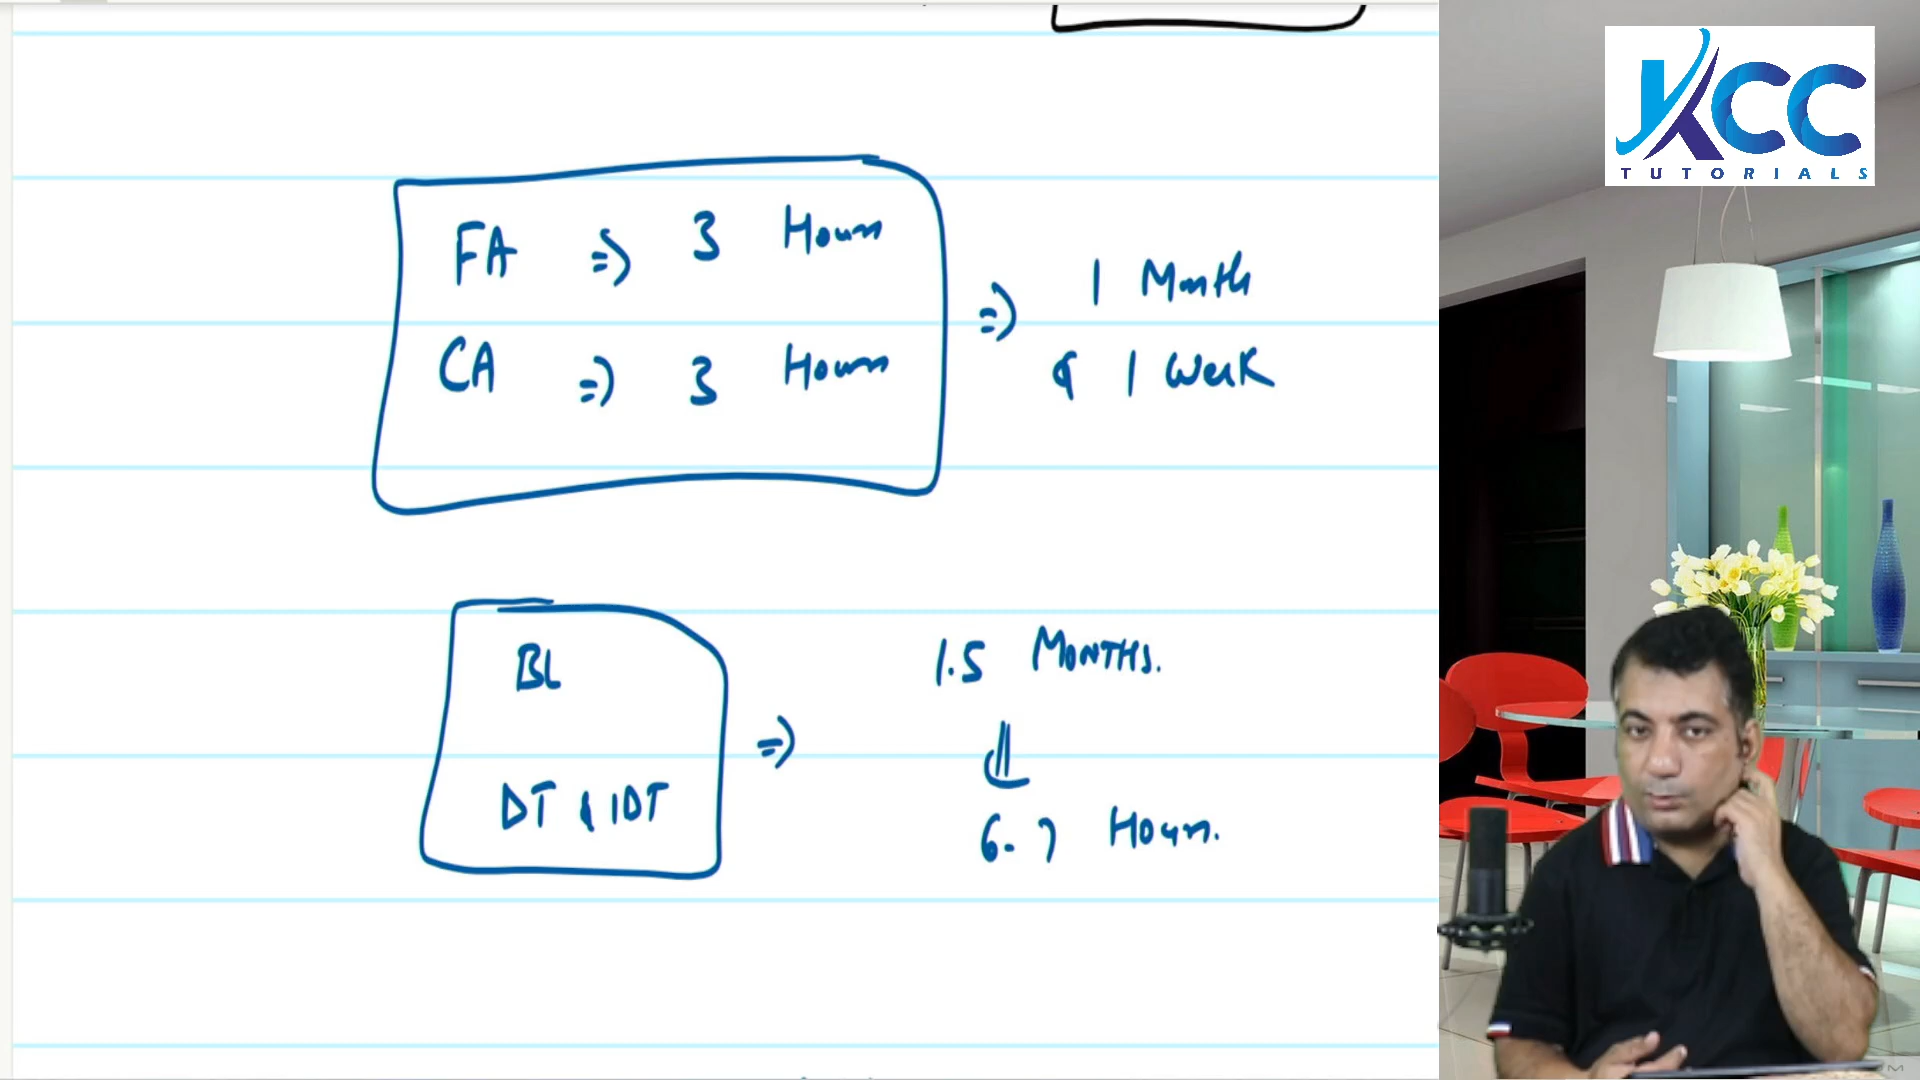 KCC
TUTORIALS
FA => 3 Hours
CA => 3 Hours
=> 1 Month
& 1 Week
BL
DT & IDT
=> 1.5 MONTHS.
6-7 Hours.